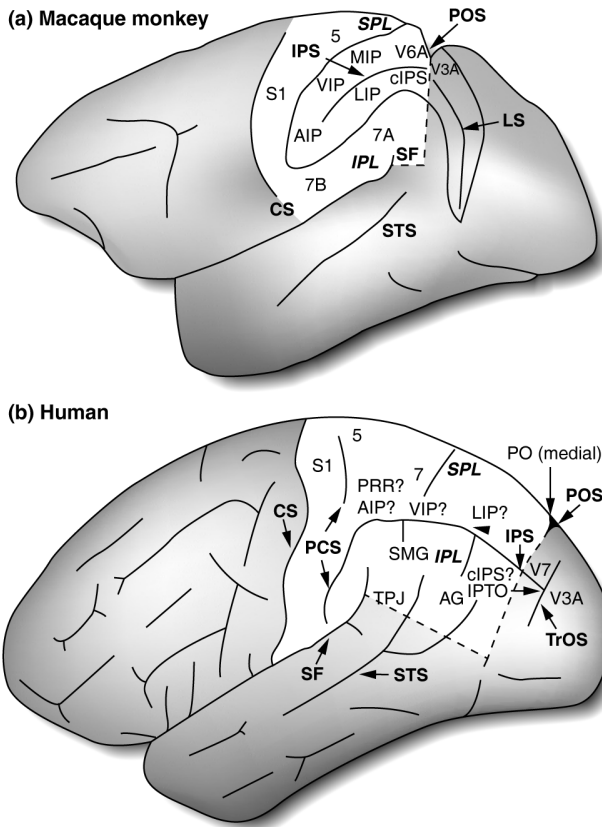 (a) Macaque monkey
POS
SPL
5
IPS
MIP
V6A
V3A
VIP
cIPS
S1
LIP
LS
AIP
7A
IPL
SF
7B
CS
STS
(b) Human
5
PO (medial)
S1
SPL
7
PRR?
POS
CS
AIP?
VIP?
LIP?
IPS
PCS
SMG
IPL
cIPS?
V7
TPJ
AG
IPTO
V3A
TrOS
SF
STS